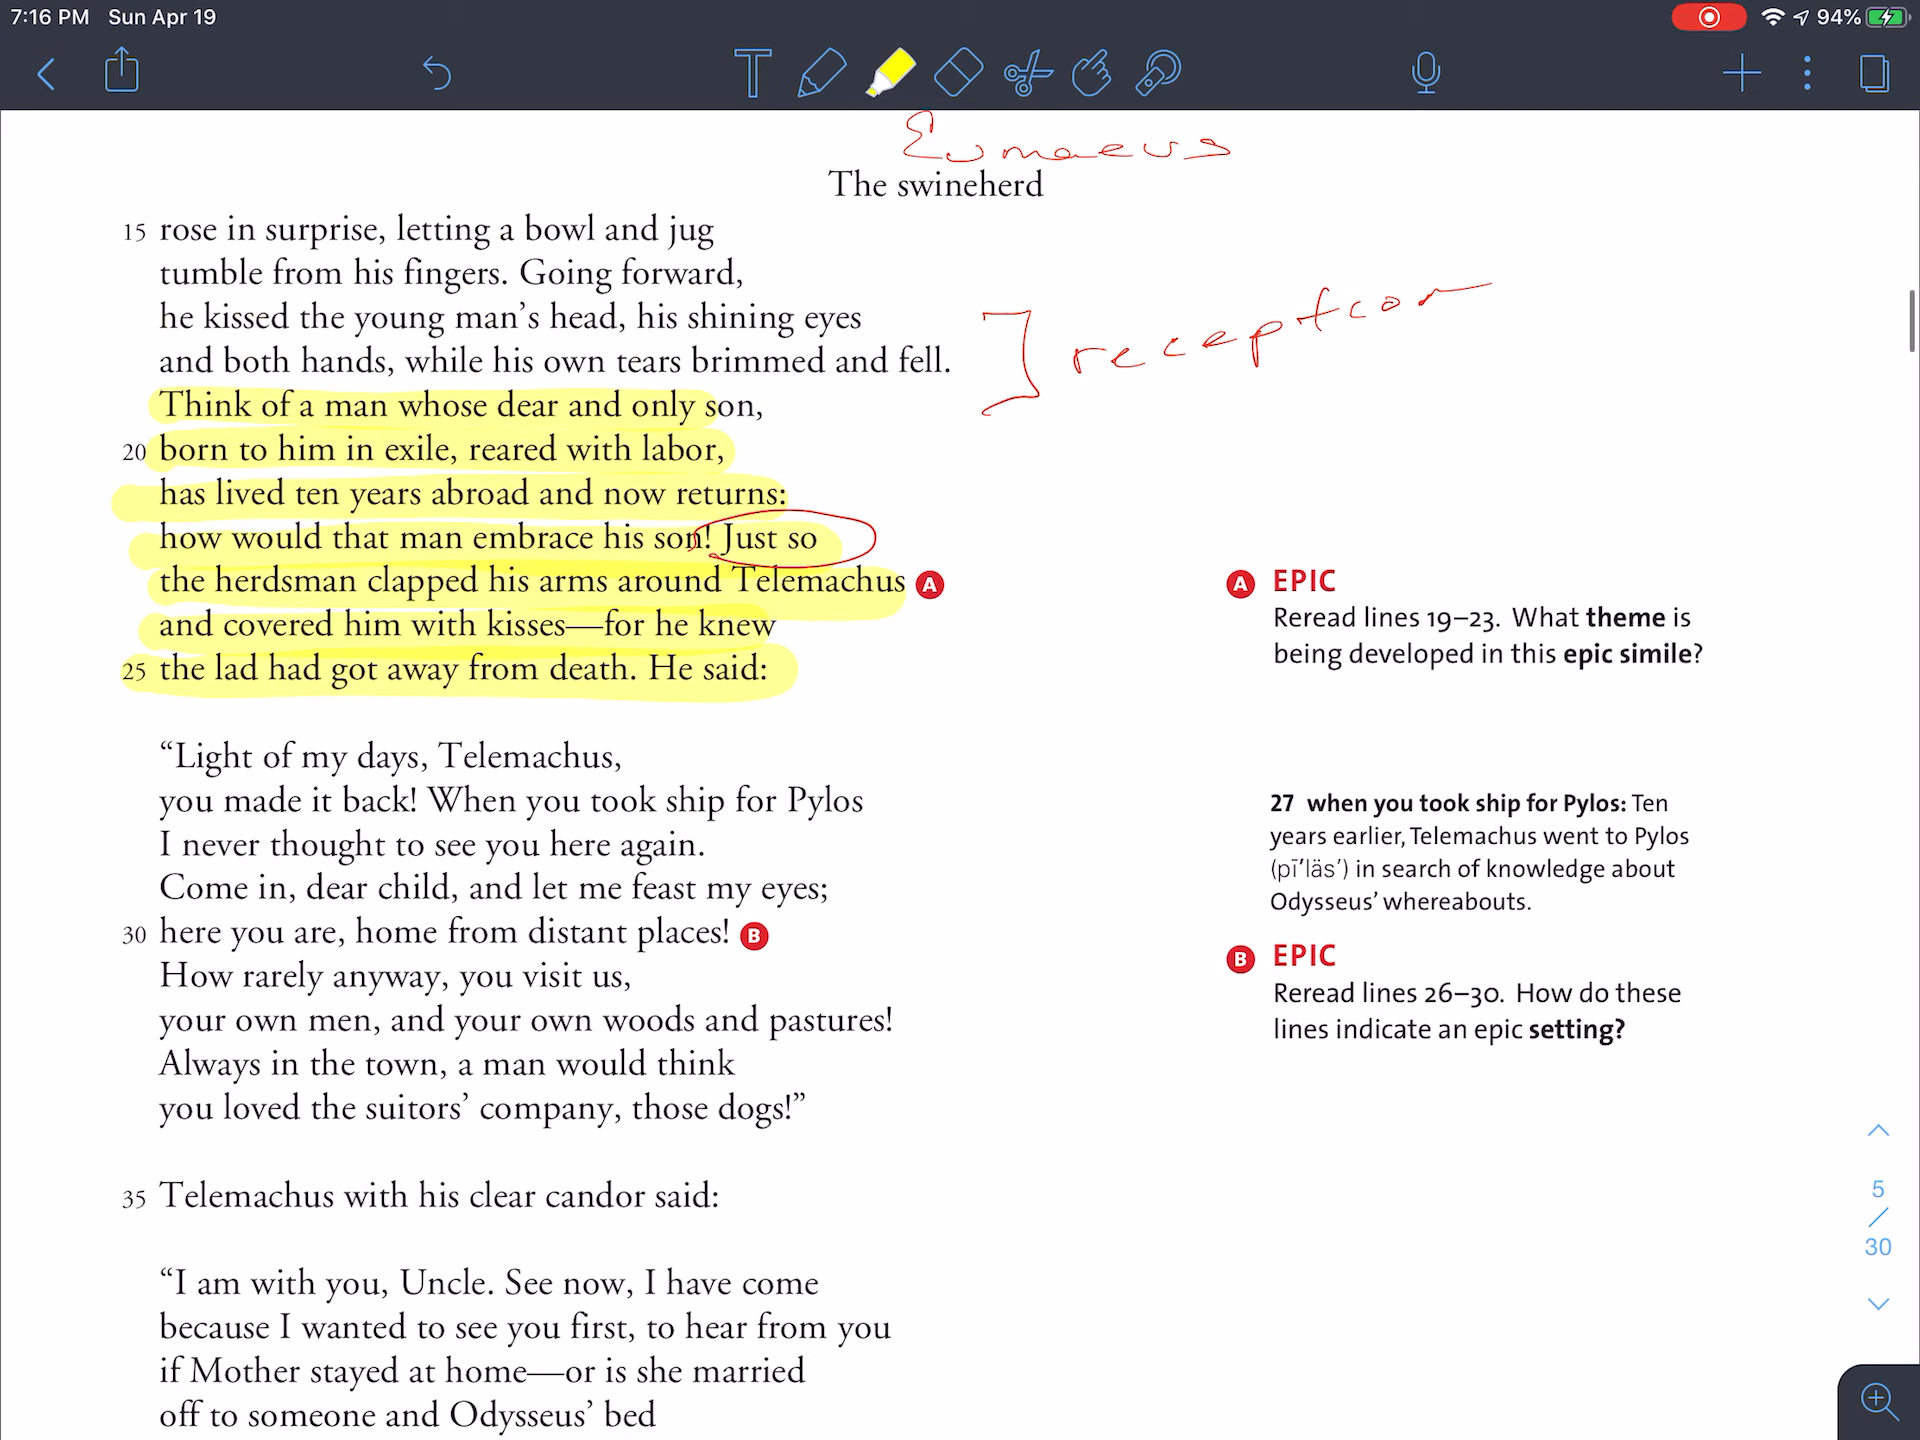 7:16 PM Sun Apr 19
94%
T
Eumaeus
The swineherd
15 rose in surprise, letting a bowl and jug
tumble from his fingers. Going forward,
he kissed the young man’s head, his shining eyes
and both hands, while his own tears brimmed and fell.
reception
Think of a man whose dear and only son,
20 born to him in exile, reared with labor,
has lived ten years abroad and now returns:
how would that man embrace his son! Just so
the herdsman clapped his arms around Telemachus A
and covered him with kisses—for he knew
25 the lad had got away from death. He said:
A EPIC
Reread lines 19–23. What theme is
being developed in this epic simile?
“Light of my days, Telemachus,
you made it back! When you took ship for Pylos
I never thought to see you here again.
Come in, dear child, and let me feast my eyes;
30 here you are, home from distant places! B
How rarely anyway, you visit us,
your own men, and your own woods and pastures!
Always in the town, a man would think
you loved the suitors’ company, those dogs!”
27 when you took ship for Pylos: Ten
years earlier, Telemachus went to Pylos
(pī′läs′) in search of knowledge about
Odysseus’ whereabouts.
B EPIC
Reread lines 26–30. How do these
lines indicate an epic setting?
35 Telemachus with his clear candor said:
“I am with you, Uncle. See now, I have come
because I wanted to see you first, to hear from you
if Mother stayed at home—or is she married
off to someone and Odysseus’ bed
5
/
30